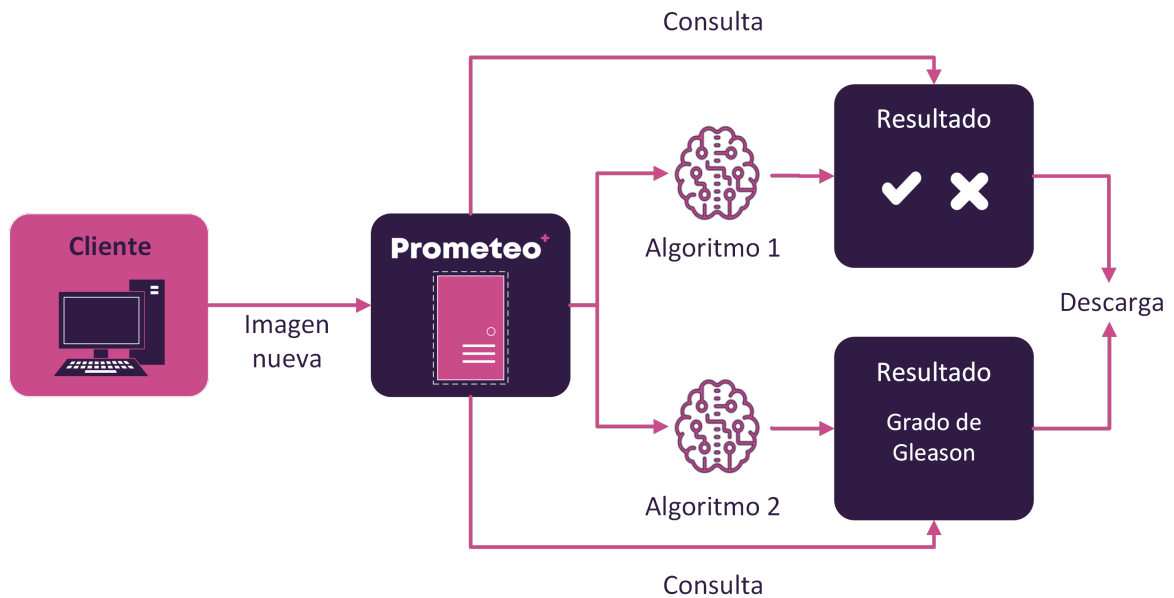 Consulta
Resultado
Algoritmo 1
Cliente
Prometeo+
Imagen
nueva
Descarga
Resultado
Grado de
Gleason
Algoritmo 2
Consulta